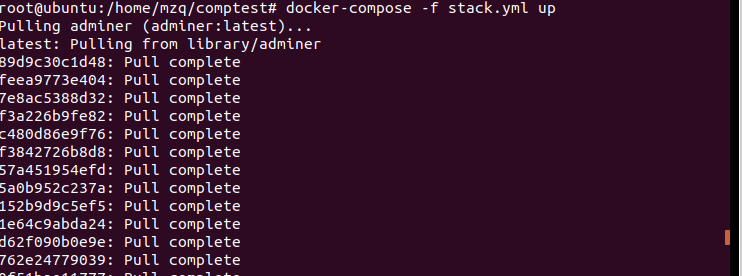 root@ubuntu:/home/mzq/comptest# docker-compose -f stack.yml up
Pulling adminer (adminer:latest)...
latest: Pulling from library/adminer
89d9c30c1d48: Pull complete
feea9773e404: Pull complete
7e8ac5388d32: Pull complete
f3a226b9fe82: Pull complete
c480d86e9f76: Pull complete
f3842726b8d8: Pull complete
57a451954efd: Pull complete
5a0b952c237a: Pull complete
152b9d9c5ef5: Pull complete
1e64c9abda24: Pull complete
d62f090b0e9e: Pull complete
762e24779039: Pull complete
Pull complete